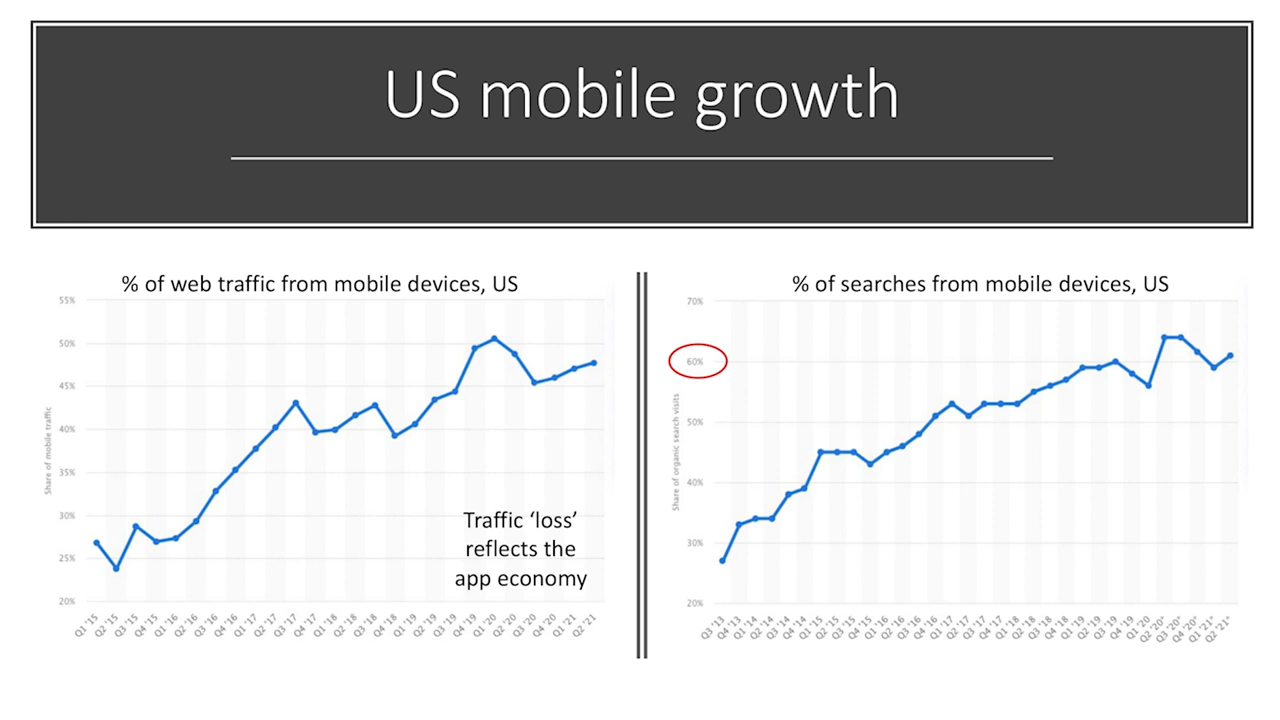 US mobile growth
% of web traffic from mobile devices, US
55%
50%
45%
40%
35%
30%
25%
20%
Share of mobile traffic
Traffic ‘loss’
reflects the
app economy
Q1 '15
Q2 '15
Q3 '15
Q4 '15
Q1 '16
Q2 '16
Q3 '16
Q4 '16
Q1 '17
Q2 '17
Q3 '17
Q4 '17
Q1 '18
Q2 '18
Q3 '18
Q4 '18
Q1 '19
Q2 '19
Q3 '19
Q4 '19
Q1 '20
Q2 '20
Q3 '20
Q4 '20
Q1 '21
Q2 '21
% of searches from mobile devices, US
70%
60%
50%
40%
30%
20%
Share of organic search visits
Q3 '13
Q4 '13
Q1 '14
Q2 '14
Q3 '14
Q4 '14
Q1 '15
Q2 '15
Q3 '15
Q4 '15
Q1 '16
Q2 '16
Q3 '16
Q4 '16
Q1 '17
Q2 '17
Q3 '17
Q4 '17
Q1 '18
Q2 '18
Q3 '18
Q4 '18
Q1 '19
Q2 '19
Q3 '19
Q4 '19
Q1 '20
Q2 '20*
Q3 '20*
Q4 '20*
Q1 '21*
Q2 '21*